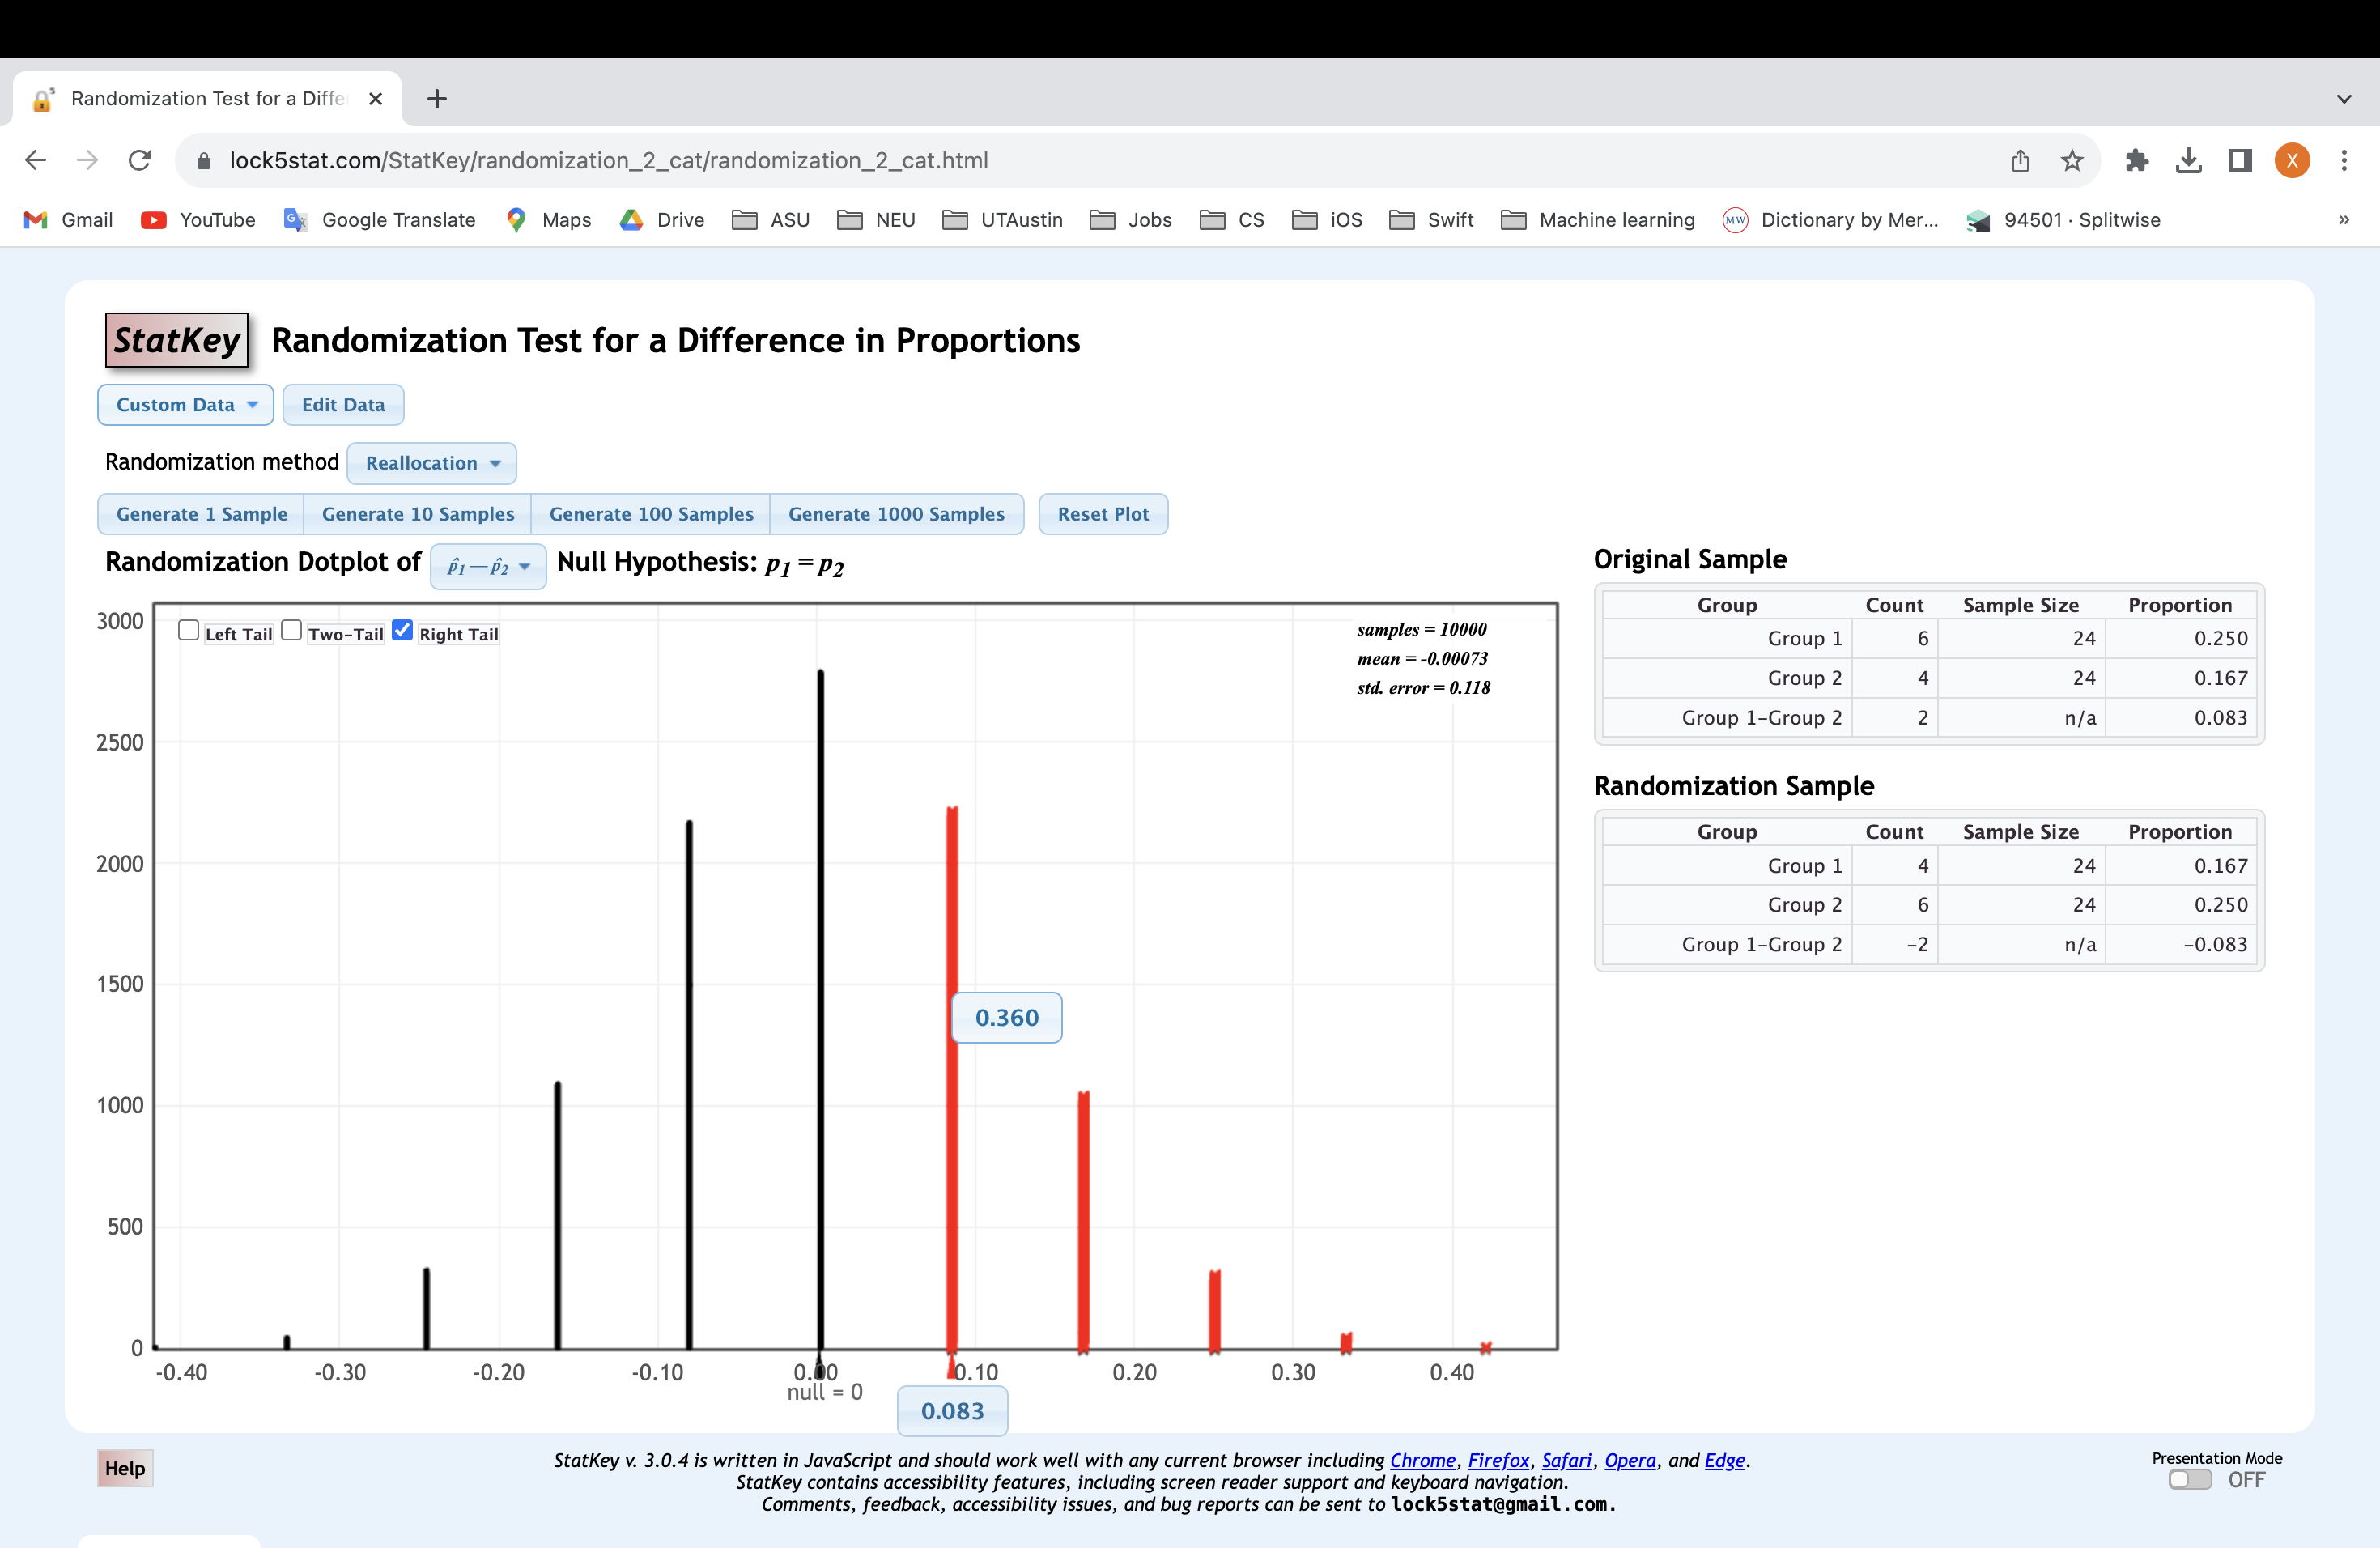 Randomization Test for a Diffe
lock5stat.com/StatKey/randomization_2_cat/randomization_2_cat.html
X
Gmail YouTube Google Translate Maps Drive ASU NEU UTAustin Jobs CS iOS Swift Machine learning MW Dictionary by Mer... 94501 · Splitwise »
StatKey Randomization Test for a Difference in Proportions
Custom Data Edit Data
Randomization method Reallocation
Generate 1 Sample Generate 10 Samples Generate 100 Samples Generate 1000 Samples Reset Plot
Randomization Dotplot of p̂₁—p̂₂ Null Hypothesis: p₁=p₂
Left Tail Two-Tail Right Tail
samples = 10000
mean = -0.00073
std. error = 0.118
3000
2500
2000
1500
1000
500
0
0.360
-0.40 -0.30 -0.20 -0.10 0.00 0.10 0.20 0.30 0.40
null = 0
0.083
Original Sample
Group Count Sample Size Proportion
Group 1 6 24 0.250
Group 2 4 24 0.167
Group 1-Group 2 2 n/a 0.083
Randomization Sample
Group Count Sample Size Proportion
Group 1 4 24 0.167
Group 2 6 24 0.250
Group 1-Group 2 -2 n/a -0.083
Help
StatKey v. 3.0.4 is written in JavaScript and should work well with any current browser including Chrome, Firefox, Safari, Opera, and Edge.
StatKey contains accessibility features, including screen reader support and keyboard navigation.
Comments, feedback, accessibility issues, and bug reports can be sent to lock5stat@gmail.com.
Presentation Mode
OFF